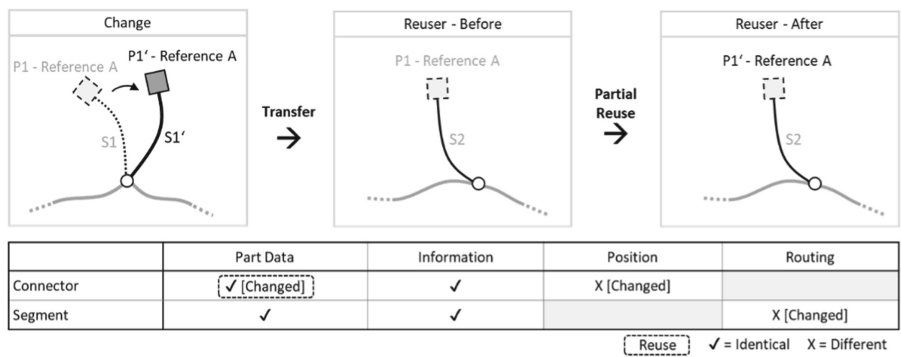 Change
P1 - Reference A
P1‘ - Reference A
S1
S1‘
Transfer
Reuser - Before
P1 - Reference A
S2
Partial
Reuse
Reuser - After
P1‘ - Reference A
S2
Part Data Information Position Routing
Connector ✓ [Changed] ✓ X [Changed]
Segment ✓ ✓ X [Changed]
Reuse ✓ = Identical X = Different